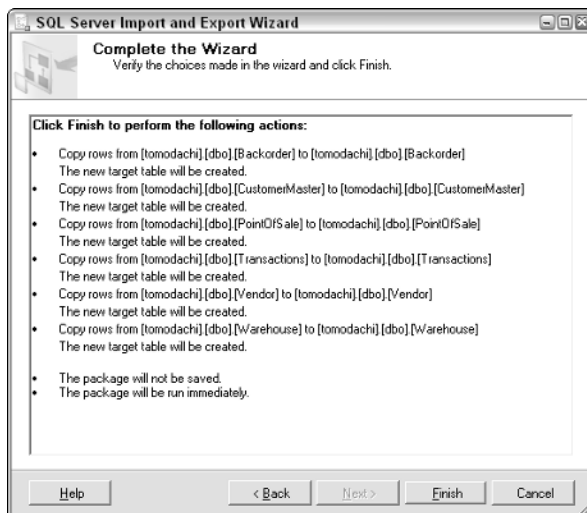 SQL Server Import and Export Wizard
Complete the Wizard
Verify the choices made in the wizard and click Finish.
Click Finish to perform the following actions:
• Copy rows from [tomodachi].[dbo].[Backorder] to [tomodachi].[dbo].[Backorder]
The new target table will be created.
• Copy rows from [tomodachi].[dbo].[CustomerMaster] to [tomodachi].[dbo].[CustomerMaster]
The new target table will be created.
• Copy rows from [tomodachi].[dbo].[PointOfSale] to [tomodachi].[dbo].[PointOfSale]
The new target table will be created.
• Copy rows from [tomodachi].[dbo].[Transactions] to [tomodachi].[dbo].[Transactions]
The new target table will be created.
• Copy rows from [tomodachi].[dbo].[Vendor] to [tomodachi].[dbo].[Vendor]
The new target table will be created.
• Copy rows from [tomodachi].[dbo].[Warehouse] to [tomodachi].[dbo].[Warehouse]
The new target table will be created.
• The package will not be saved.
• The package will be run immediately.
Help < Back Next > Finish Cancel